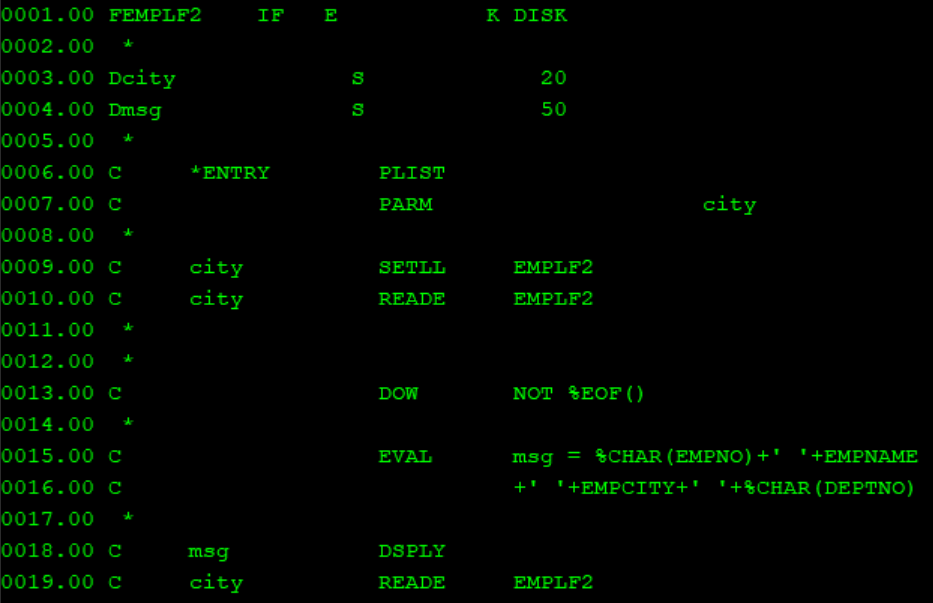 0001.00 FEMPLF2    IF   E           K DISK
0002.00  *
0003.00 Dcity             S             20
0004.00 Dmsg              S             50
0005.00  *
0006.00 C     *ENTRY        PLIST
0007.00 C                   PARM                    city
0008.00  *
0009.00 C     city          SETLL     EMPLF2
0010.00 C     city          READE     EMPLF2
0011.00  *
0012.00  *
0013.00 C                   DOW       NOT %EOF()
0014.00  *
0015.00 C                   EVAL      msg = %CHAR(EMPNO)+' '+EMPNAME
0016.00 C                             +' '+EMPCITY+' '+%CHAR(DEPTNO)
0017.00  *
0018.00 C     msg           DSPLY
0019.00 C     city          READE     EMPLF2